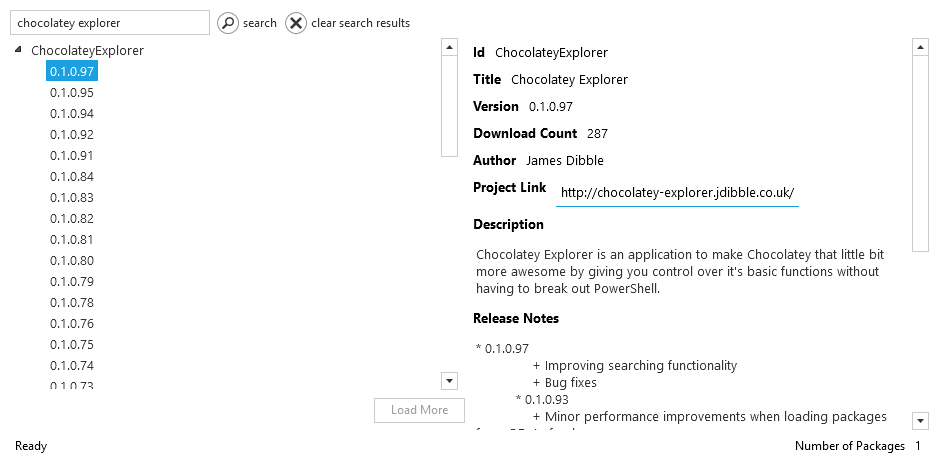 chocolatey explorer search clear search results
ChocolateyExplorer
0.1.0.97
0.1.0.95
0.1.0.94
0.1.0.92
0.1.0.91
0.1.0.84
0.1.0.83
0.1.0.82
0.1.0.81
0.1.0.80
0.1.0.79
0.1.0.78
0.1.0.76
0.1.0.75
0.1.0.74
0.1.0.73
Load More
Id ChocolateyExplorer
Title Chocolatey Explorer
Version 0.1.0.97
Download Count 287
Author James Dibble
Project Link http://chocolatey-explorer.jdibble.co.uk/
Description
Chocolatey Explorer is an application to make Chocolatey that little bit
more awesome by giving you control over it's basic functions without
having to break out PowerShell.
Release Notes
* 0.1.0.97
+ Improving searching functionality
+ Bug fixes
* 0.1.0.93
+ Minor performance improvements when loading packages
Ready Number of Packages 1